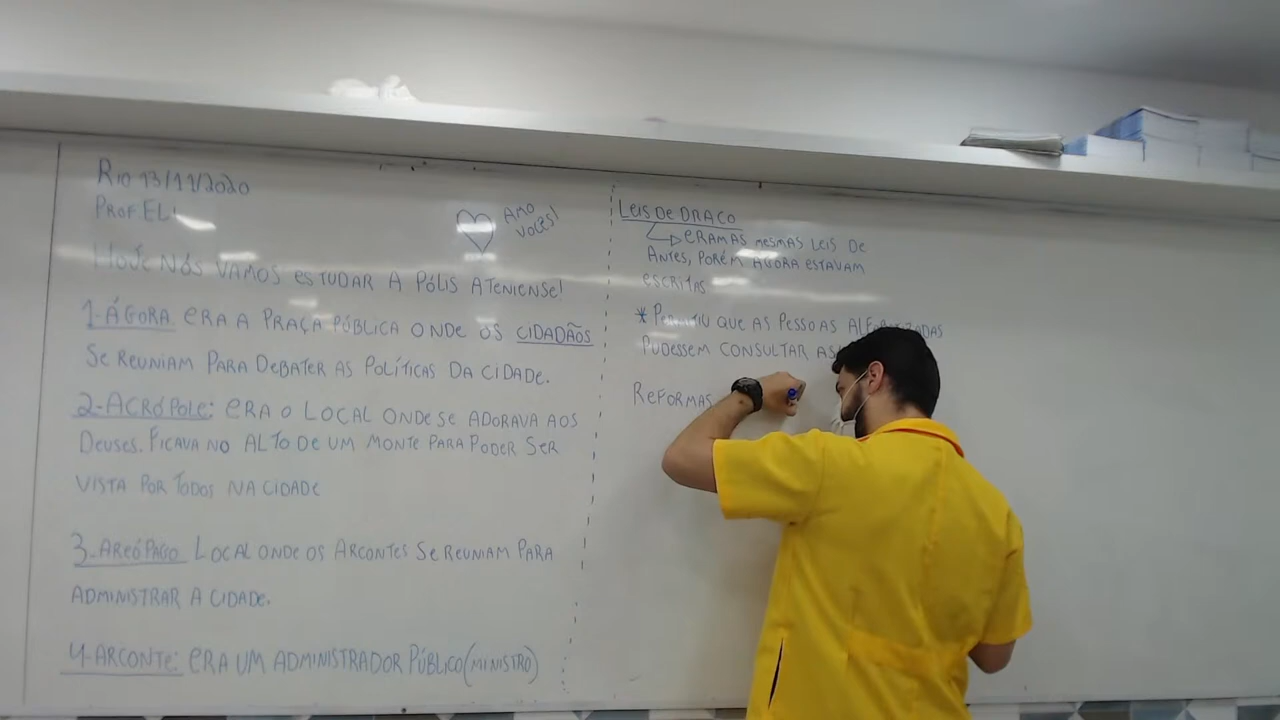 Rio 13/11/2020
PROF ELI
HOJE NÓS VAMOS ESTUDAR A PÓLIS ATENIENSE!
AMO
VOCÊS!
1-ÁGORA ERA A PRAÇA PÚBLICA ONDE OS CIDADÃOS
SE REUNIAM PARA DEBATER AS POLÍTICAS DA CIDADE.
2-ACRÓPOLE: ERA O LOCAL ONDE SE ADORAVA AOS
DEUSES. FICAVA NO ALTO DE UM MONTE PARA PODER SER
VISTA POR TODOS NA CIDADE
3-AREÓPAGO LOCAL ONDE OS ARCONTES SE REUNIAM PARA
ADMINISTRAR A CIDADE.
4-ARCONTE: ERA UM ADMINISTRADOR PÚBLICO (MINISTRO)
LEIS DE DRACO
ERAM AS MESMAS LEIS DE
ANTES, PORÉM AGORA ESTAVAM
ESCRITAS
* PERMITIU QUE AS PESSOAS
PUDESSEM CONSULTAR AS
REFORMAS